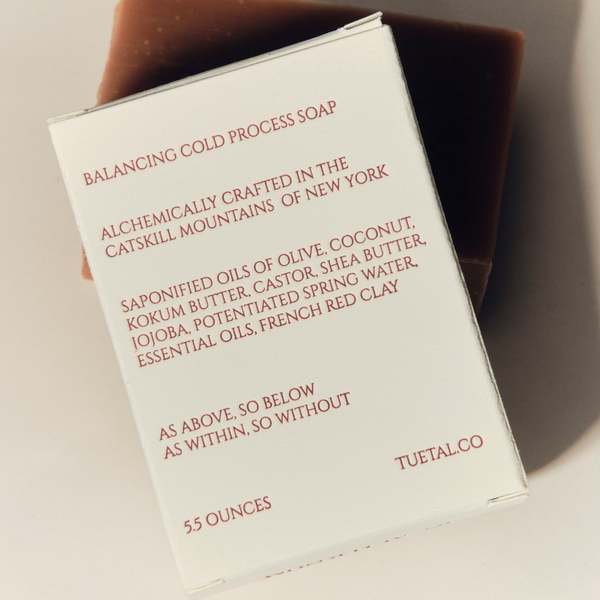 BALANCING COLD PROCESS SOAP
ALCHEMICALLY CRAFTED IN THE
CATSKILL MOUNTAINS OF NEW YORK
SAPONIFIED OILS OF OLIVE, COCONUT,
KOKUM BUTTER, CASTOR, SHEA BUTTER,
JOJOBA, POTENTIATED SPRING WATER,
ESSENTIAL OILS, FRENCH RED CLAY
AS ABOVE, SO BELOW
AS WITHIN, SO WITHOUT
TUETAL.CO
5.5 OUNCES